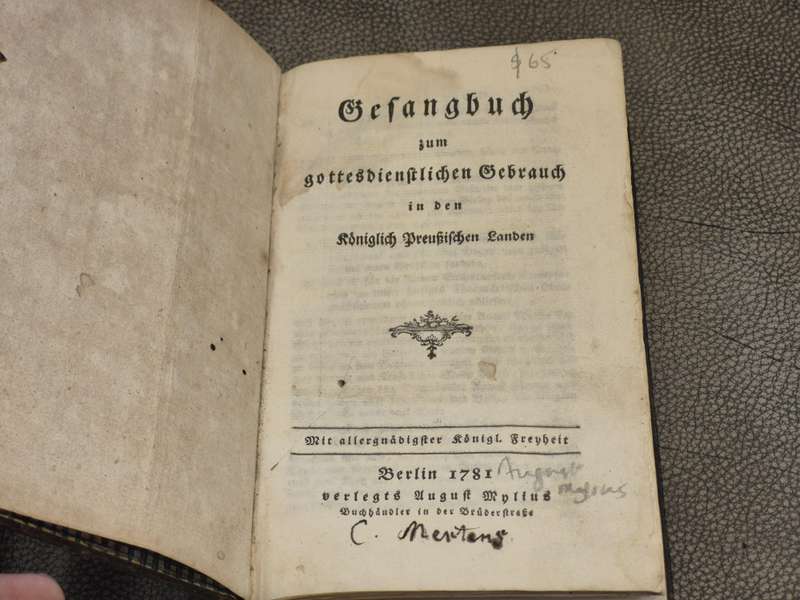 $65
Gesangbuch
zum
gottesdienstlichen Gebrauch
in den
Königlich Preußischen Landen
Mit allergnädigster Königl. Freyheit
Berlin 1781
August
verlegts August Mylius
Buchhändler in der Brüderstraße
C. Mertens.